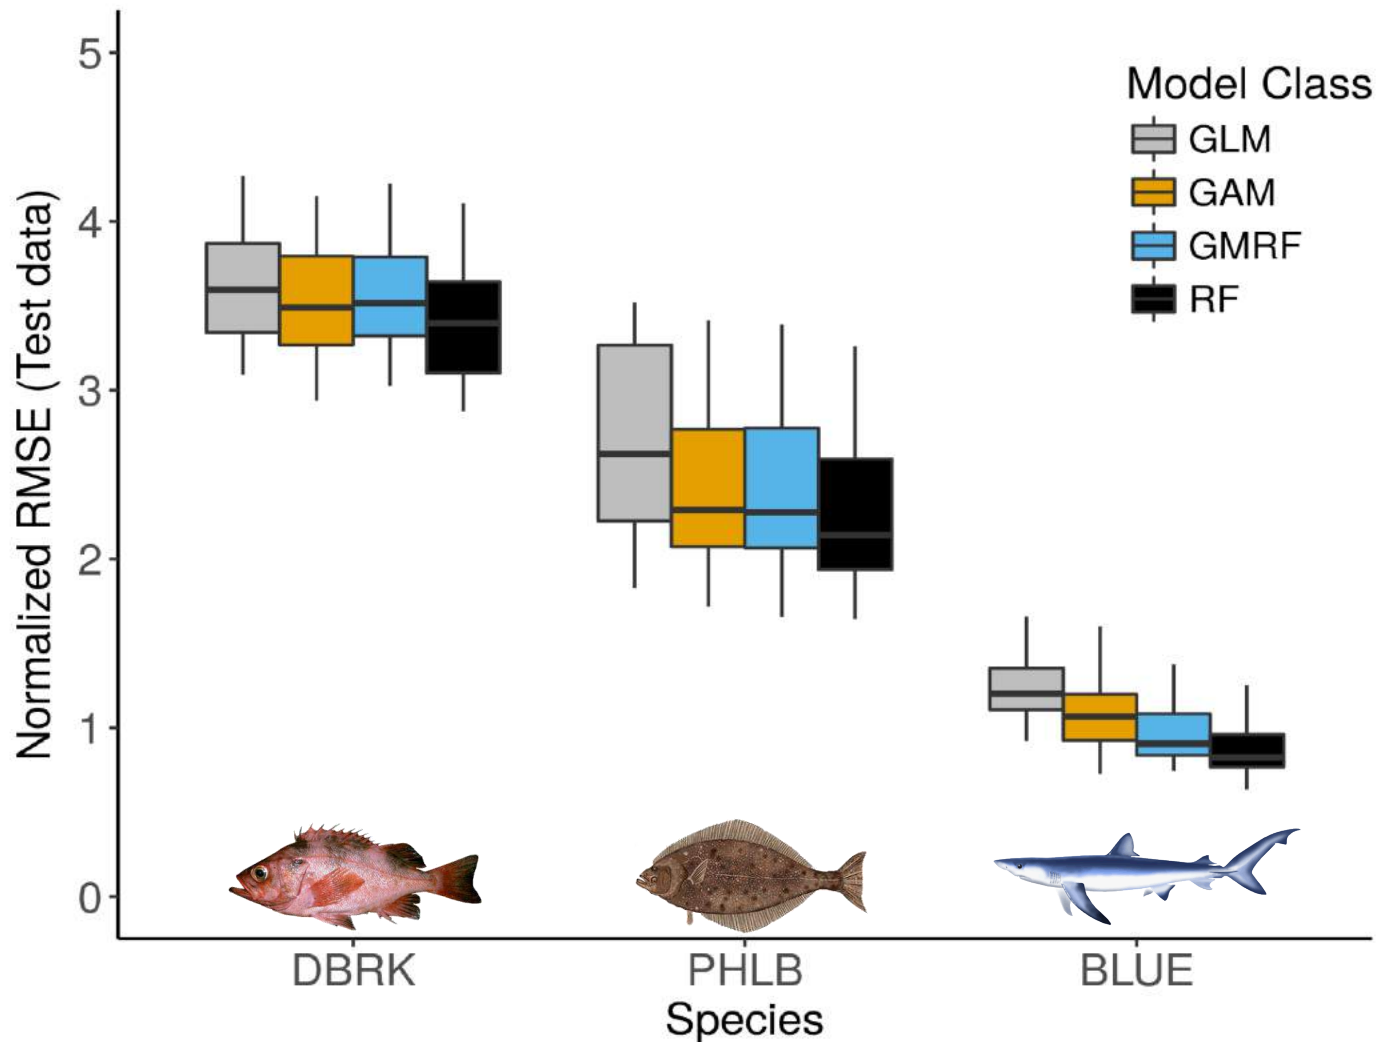 Normalized RMSE (Test data)
5
4
3
2
1
0
Model Class
GLM
GAM
GMRF
RF
DBRK PHLB BLUE
Species